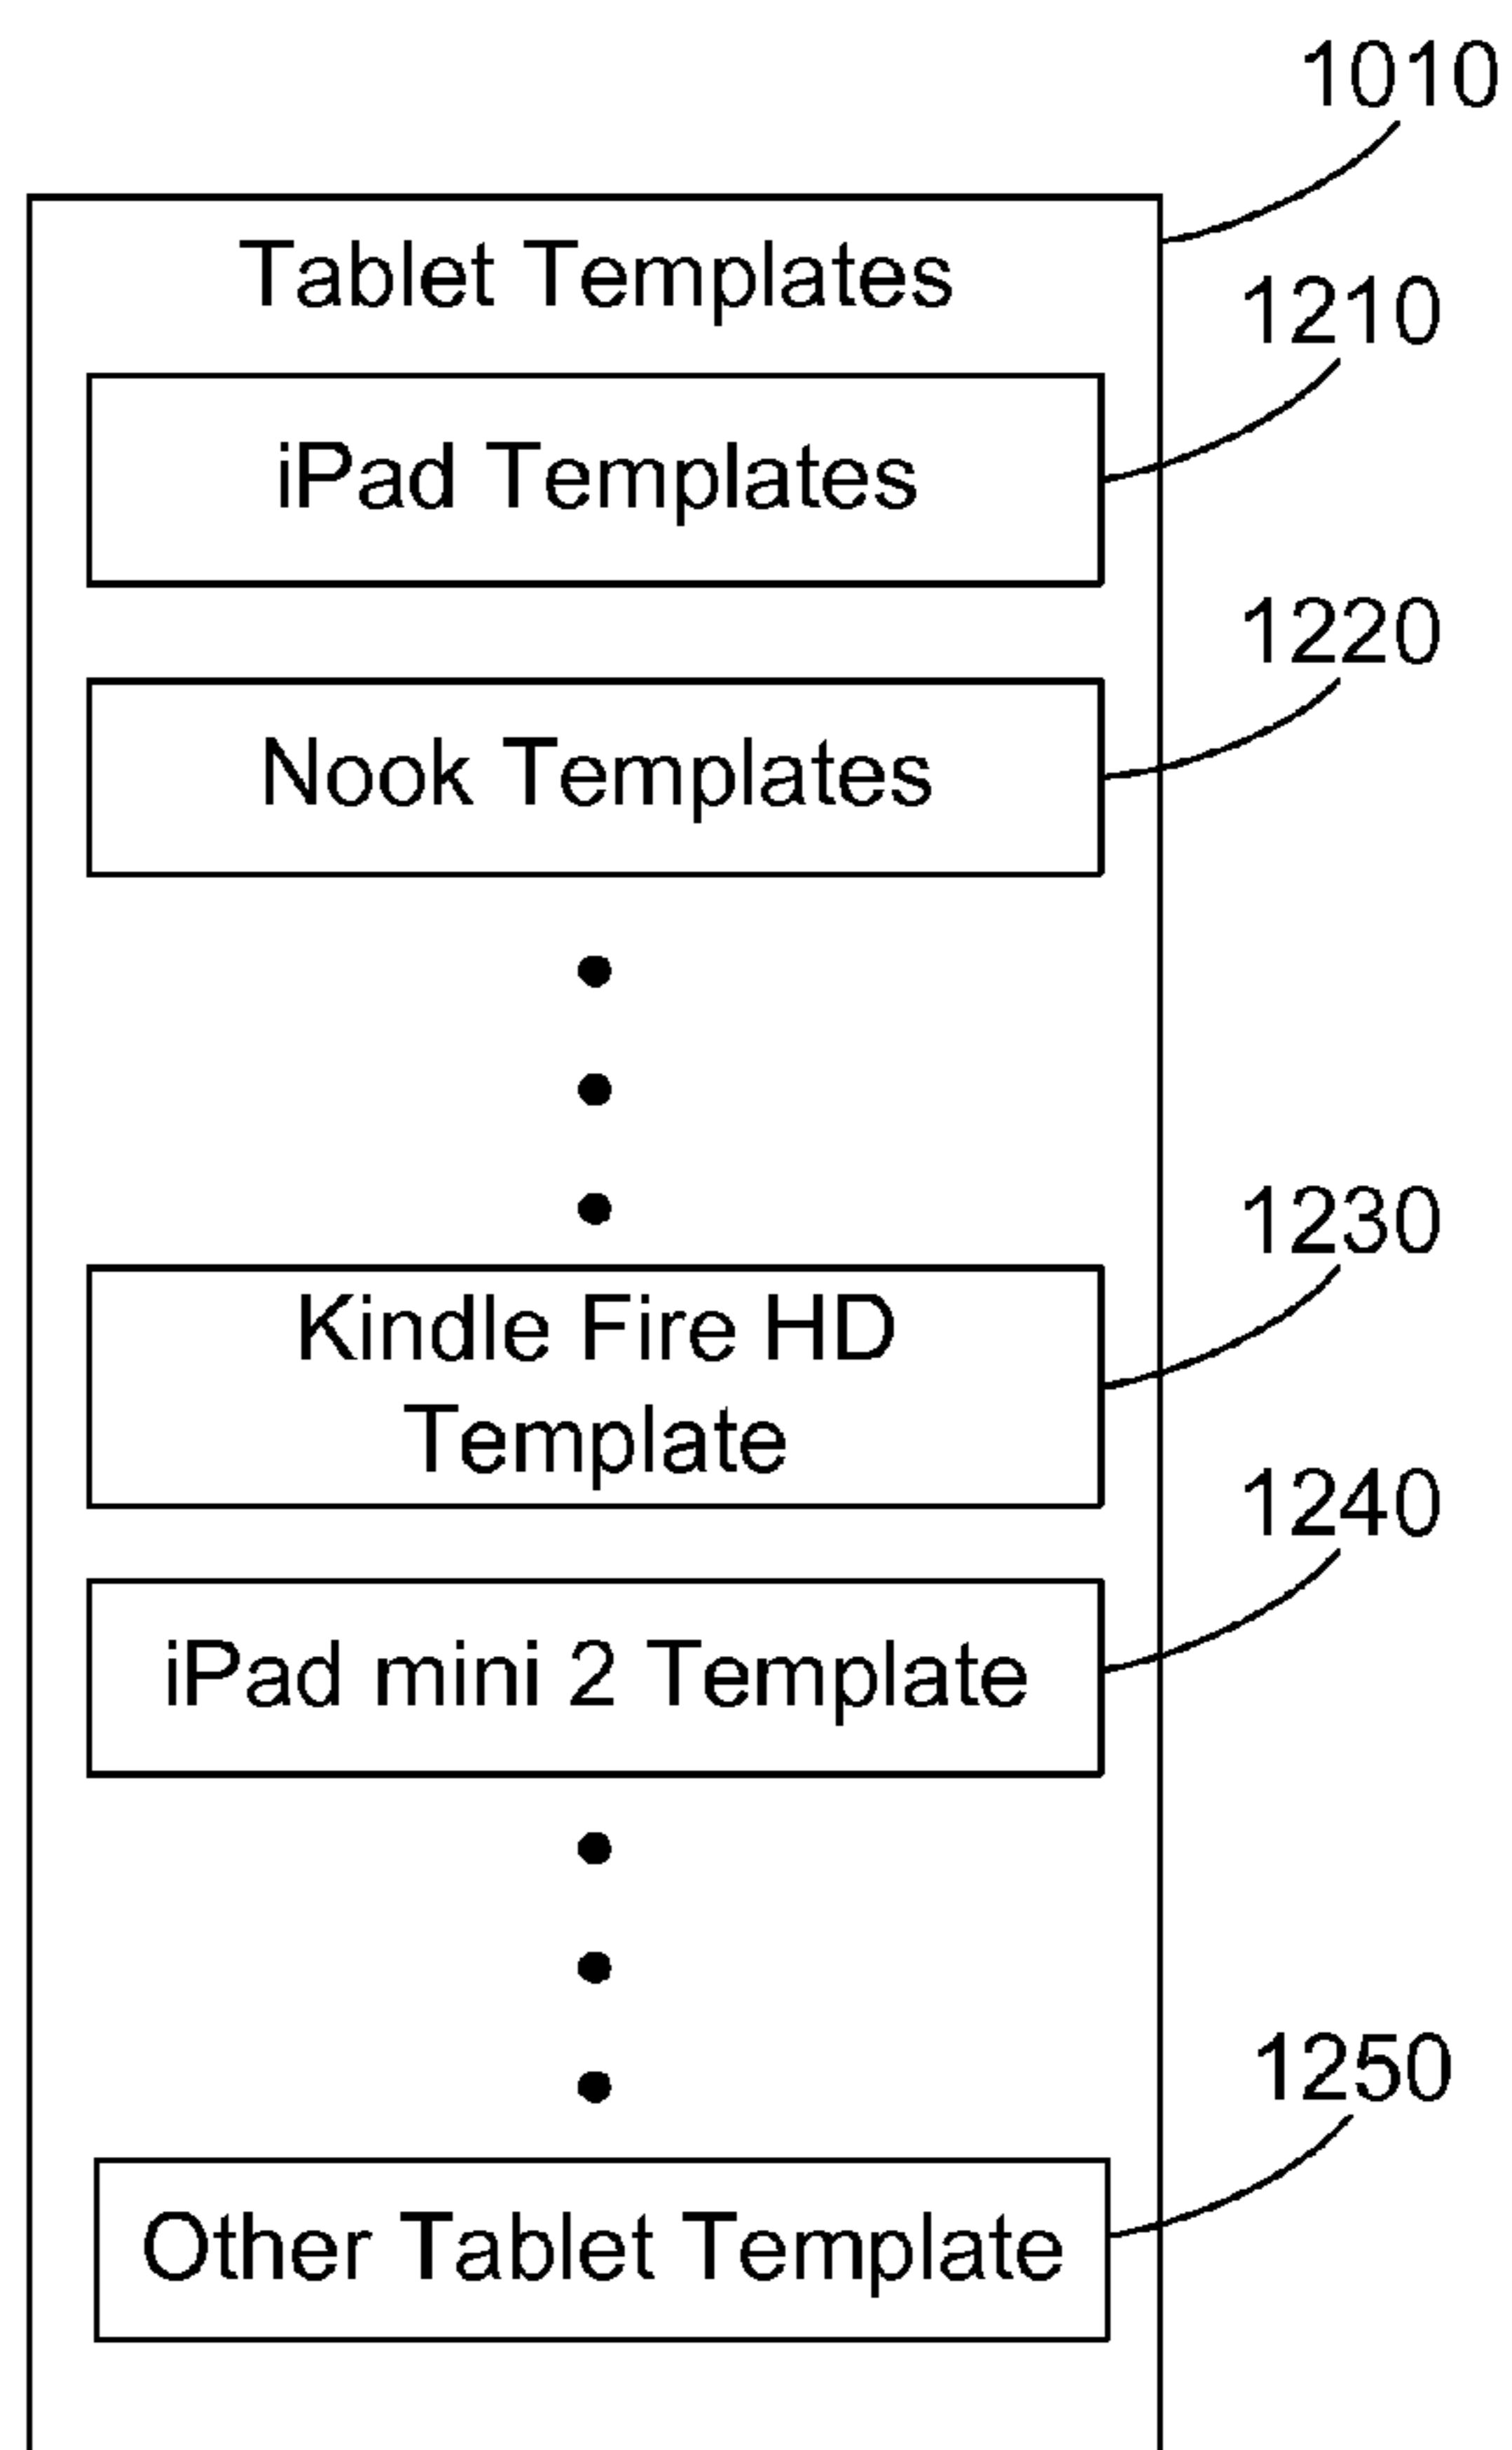 1010
Tablet Templates
1210
iPad Templates
1220
Nook Templates
1230
Kindle Fire HD
Template
1240
iPad mini 2 Template
1250
Other Tablet Template